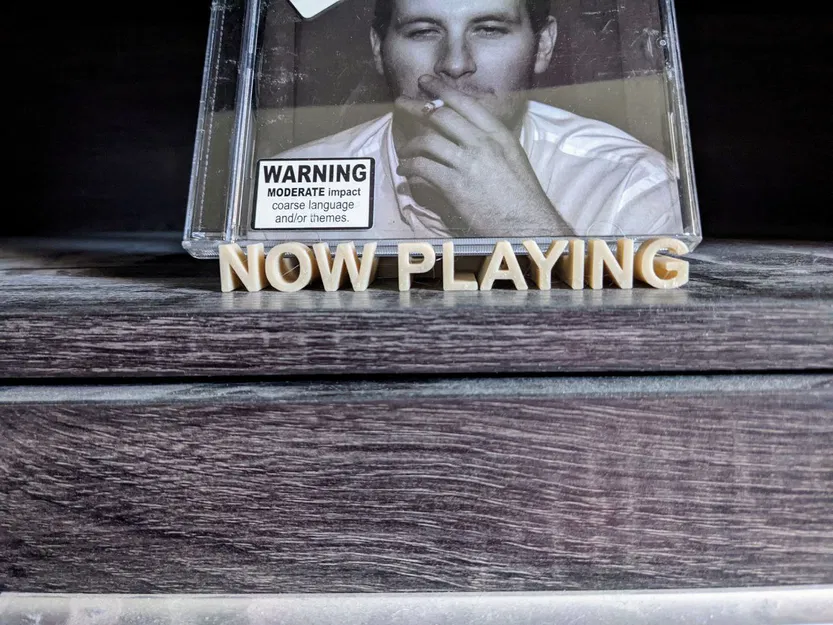 WARNING
MODERATE impact
coarse language
and/or themes.
NOW PLAYING